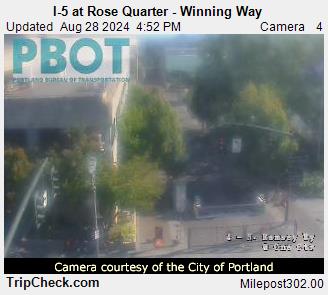 I-5 at Rose Quarter - Winning Way
Updated Aug 28 2024 4:52 PM Camera 4
PBOT
PORTLAND BUREAU OF TRANSPORTATION
Camera courtesy of the City of Portland
TripCheck.com Milepost302.00